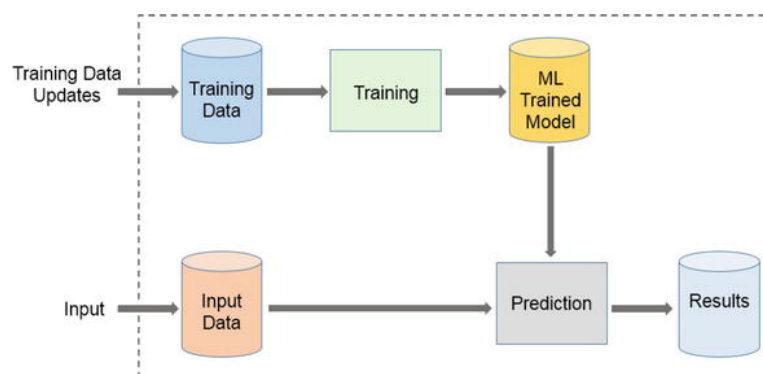 Training Data
Updates
Training
Data
Training
ML
Trained
Model
Input
Input
Data
Prediction
Results